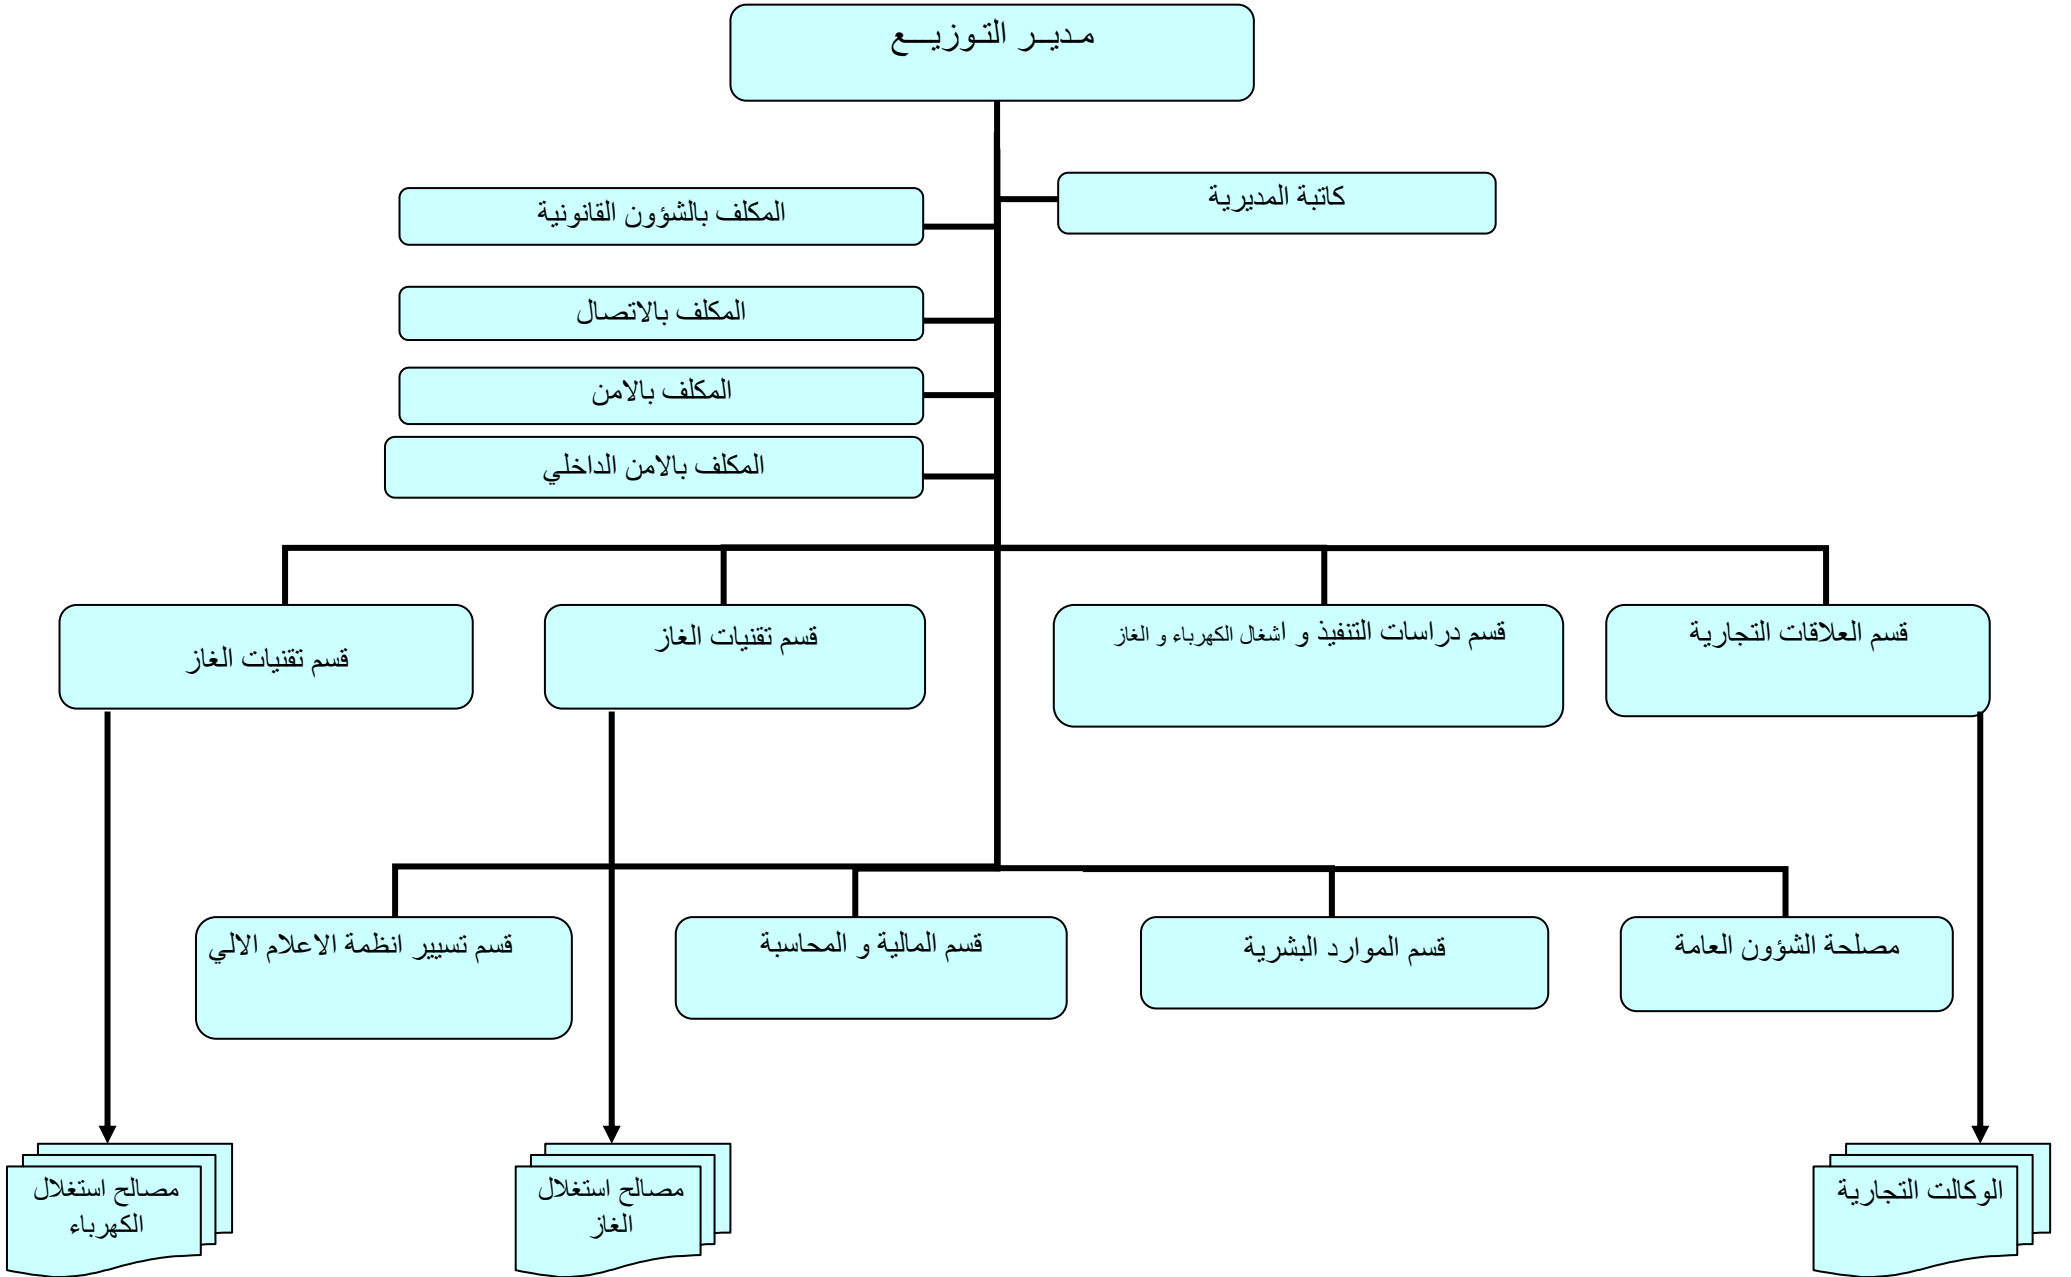 مـديــر التـوزيـــع
كاتبة المديرية
المكلف بالشؤون القانونية
المكلف بالاتصال
المكلف بالامن
المكلف بالامن الداخلي
قسم العلاقات التجارية
قسم دراسات التنفيذ و اشغال الكهرباء و الغاز
قسم تقنيات الغاز
قسم تقنيات الغاز
مصلحة الشؤون العامة
قسم الموارد البشرية
قسم المالية و المحاسبة
قسم تسيير انظمة الاعلام الالي
الوكالت التجارية
مصالح استغلال
الغاز
مصالح استغلال
الكهرباء